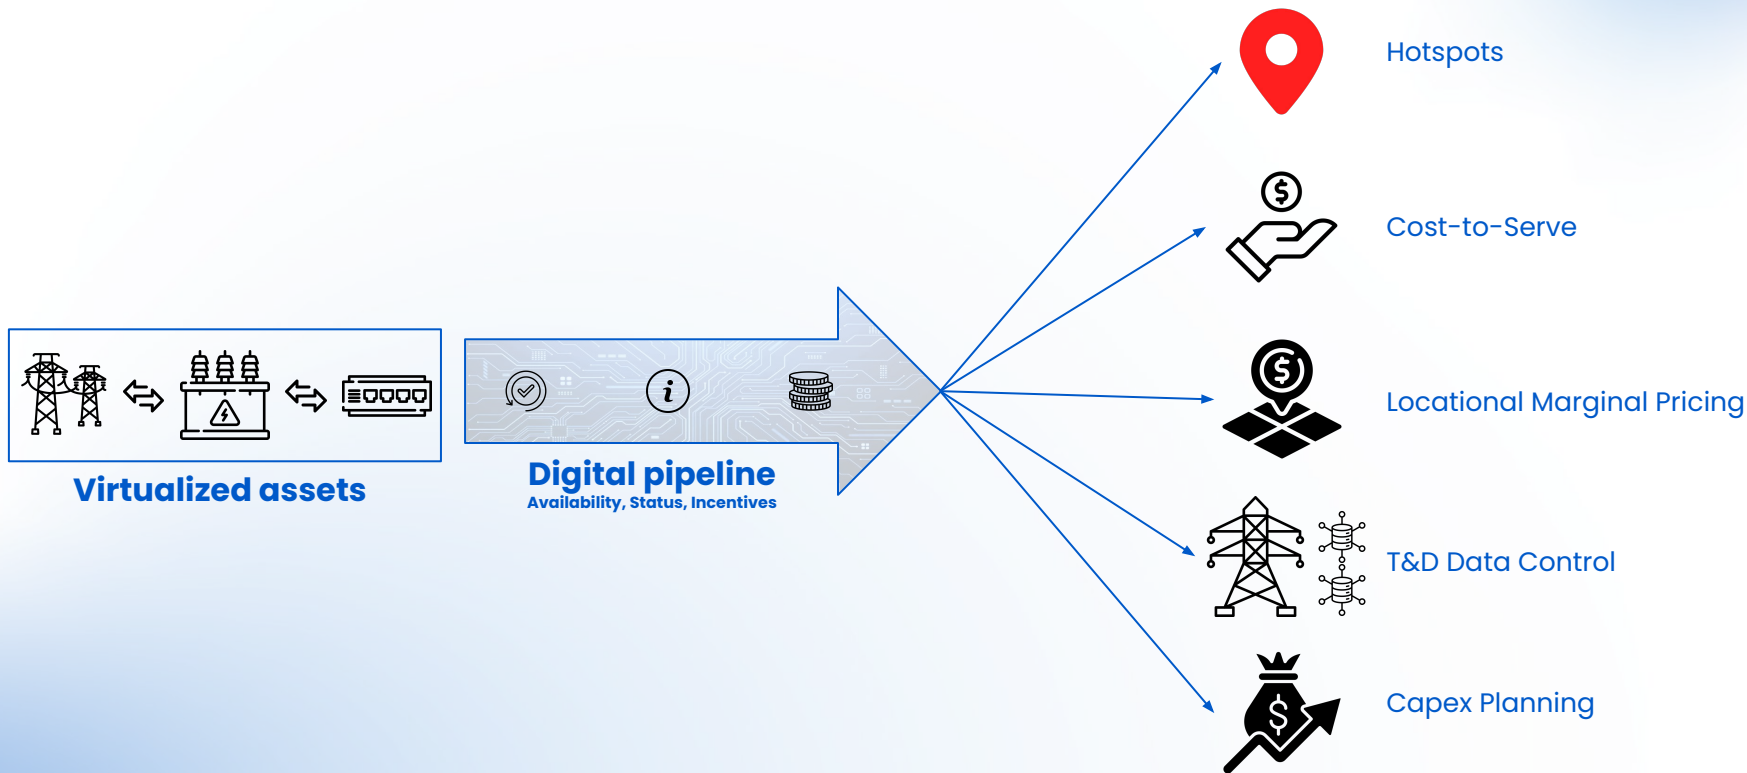 Hotspots
Cost-to-Serve
Locational Marginal Pricing
T&D Data Control
Capex Planning
Virtualized assets
Digital pipeline
Availability, Status, Incentives